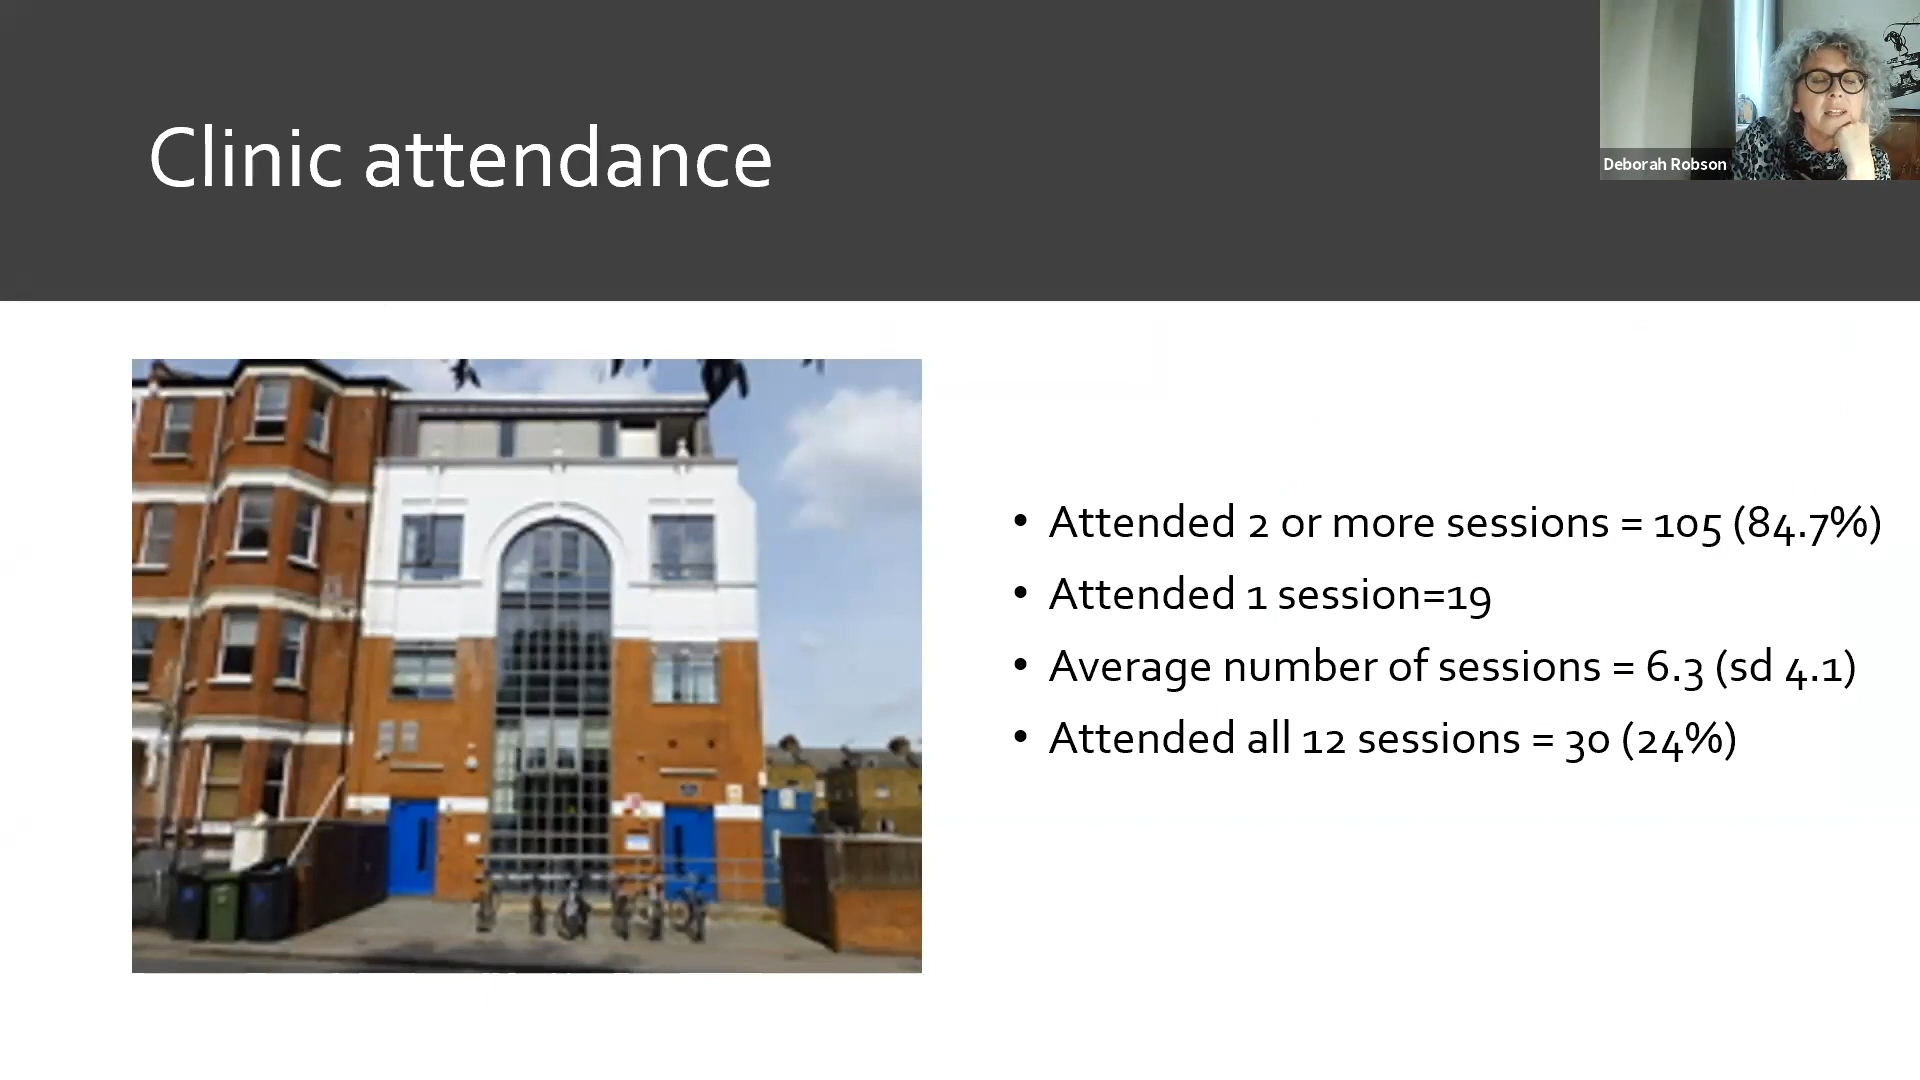 Clinic attendance
Deborah Robson
• Attended 2 or more sessions = 105 (84.7%)
• Attended 1 session=19
• Average number of sessions = 6.3 (sd 4.1)
• Attended all 12 sessions = 30 (24%)